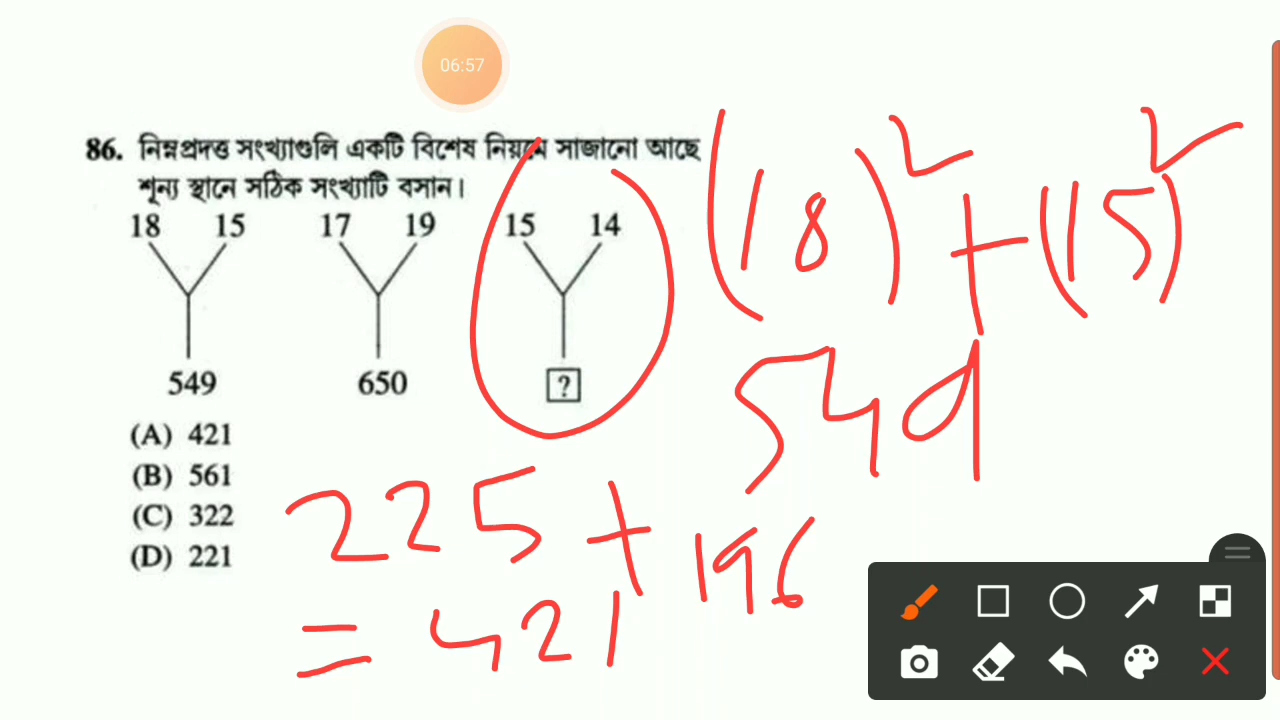 06:57
86. নিম্নপ্রদত্ত সংখ্যাগুলি একটি বিশেষ নিয়মে সাজানো আছে
শূন্য স্থানে সঠিক সংখ্যাটি বসান।
18 15 17 19 15 14
549 650 ?
(A) 421
(B) 561
(C) 322
(D) 221
(18)² + (15)²
549
225 + 196
= 421